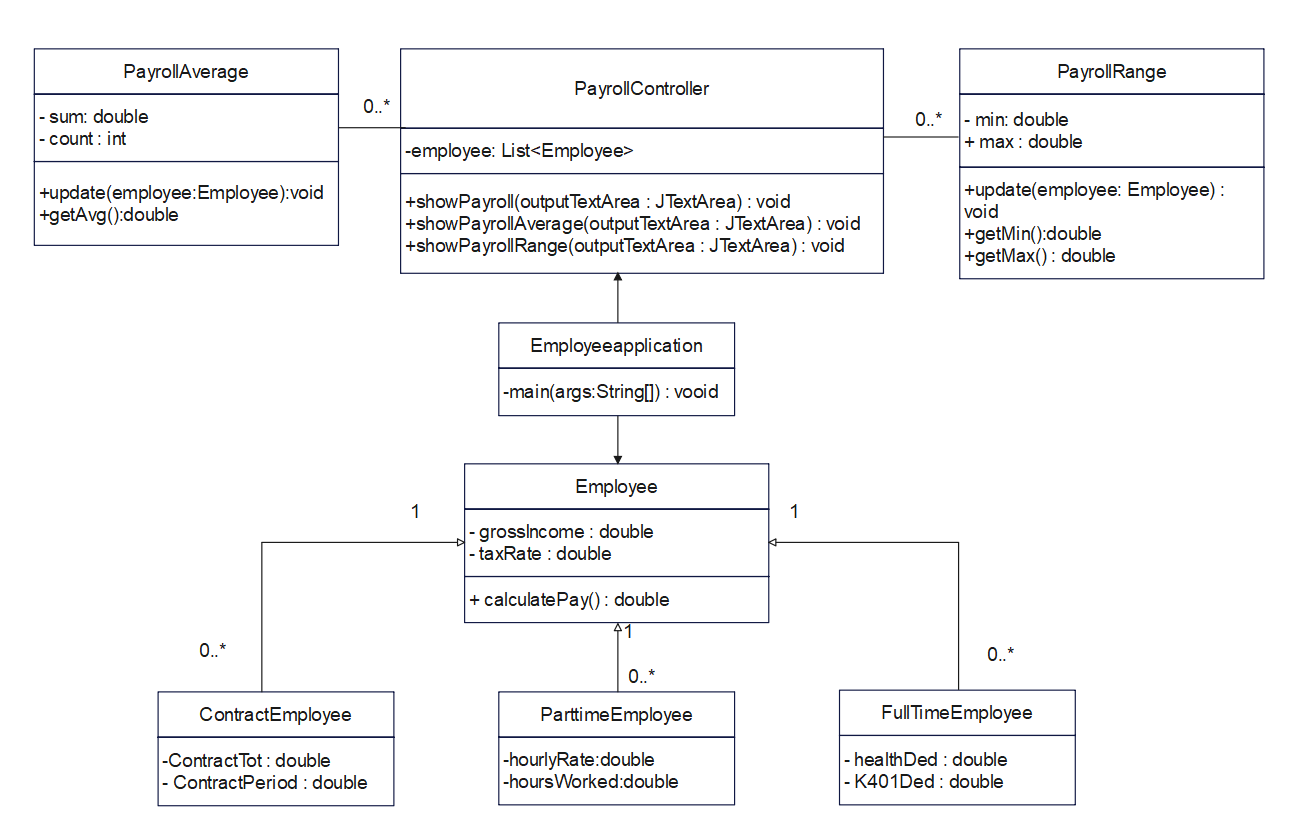 PayrollAverage
- sum: double
- count : int
+update(employee:Employee):void
+getAvg():double
0..*
PayrollController
-employee: List<Employee>
+showPayroll(outputTextArea : JTextArea) : void
+showPayrollAverage(outputTextArea : JTextArea) : void
+showPayrollRange(outputTextArea : JTextArea) : void
0..*
PayrollRange
- min: double
+ max : double
+update(employee: Employee) :
void
+getMin():double
+getMax() : double
Employeeapplication
-main(args:String[]) : vooid
Employee
- grossIncome : double
- taxRate : double
+ calculatePay() : double
1
1
1
0..*
0..*
0..*
ContractEmployee
-ContractTot : double
- ContractPeriod : double
ParttimeEmployee
-hourlyRate:double
-hoursWorked:double
FullTimeEmployee
- healthDed : double
- K401Ded : double